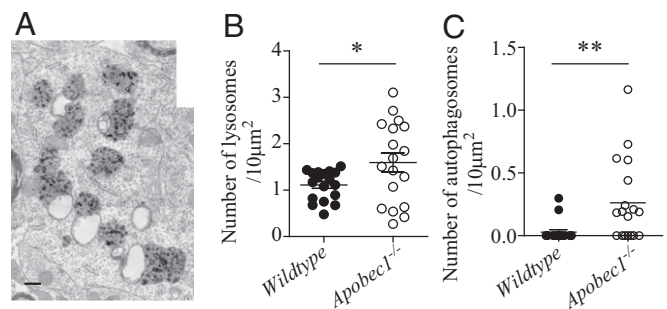 A
B
C
Number of lysosomes
/10µm²
4
3
2
1
0
*
Wildtype
Apobec1⁻/⁻
Number of autophagosomes
/10µm²
1.5
1.0
0.5
0.0
**
Wildtype
Apobec1⁻/⁻